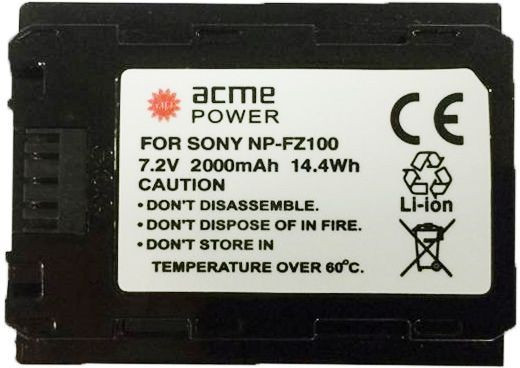 acme
POWER
FOR SONY NP-FZ100
7.2V 2000mAh 14.4Wh
CAUTION
•DON'T DISASSEMBLE.
•DON'T DISPOSE OF IN FIRE.
•DON'T STORE IN
TEMPERATURE OVER 60°C.
CE
Li-ion